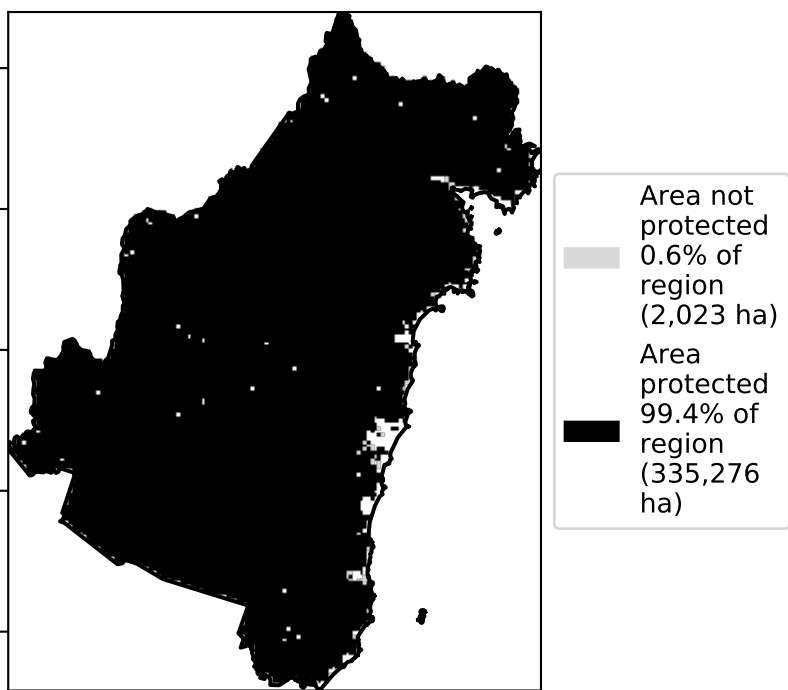 Area not
protected
0.6% of
region
(2,023 ha)
Area
protected
99.4% of
region
(335,276
ha)